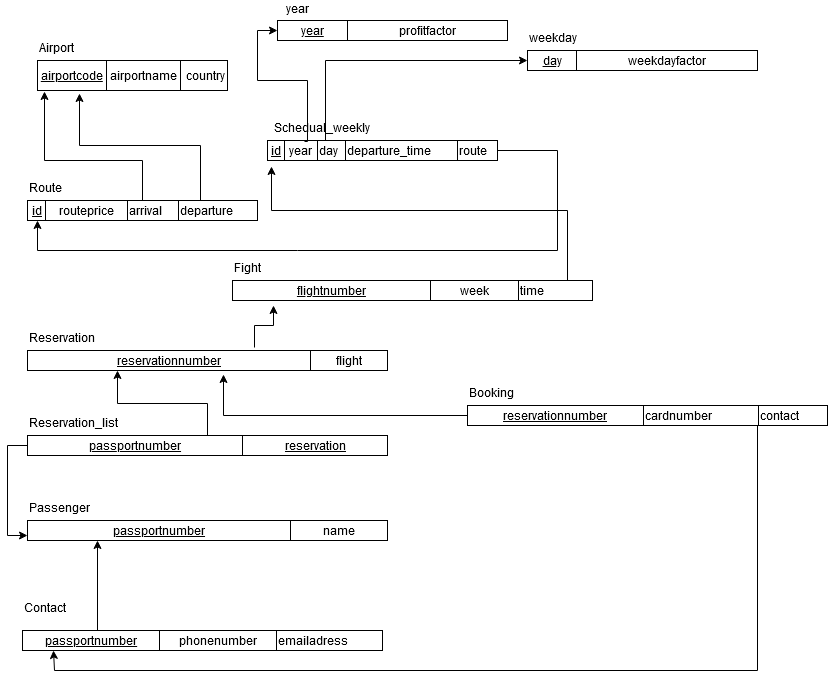 year
year profitfactor
weekday
day weekdayfactor
Airport
airportcode airportname country
Schedual_weekly
id year day departure_time route
Route
id routeprice arrival departure
Fight
flightnumber week time
Reservation
reservationnumber flight
Booking
reservationnumber cardnumber contact
Reservation_list
passportnumber reservation
Passenger
passportnumber name
Contact
passportnumber phonenumber emailadress